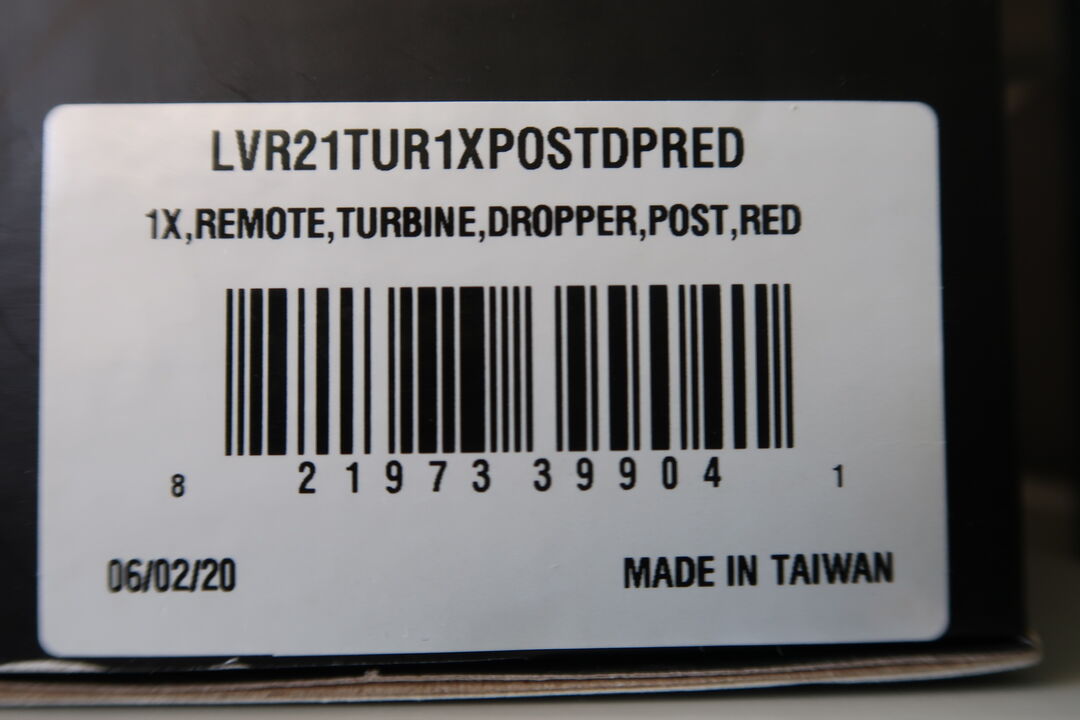 LVR21TUR1XPOSTDPRED
1X,REMOTE,TURBINE,DROPPER,POST,RED
8 21973 39904 1
06/02/20 MADE IN TAIWAN